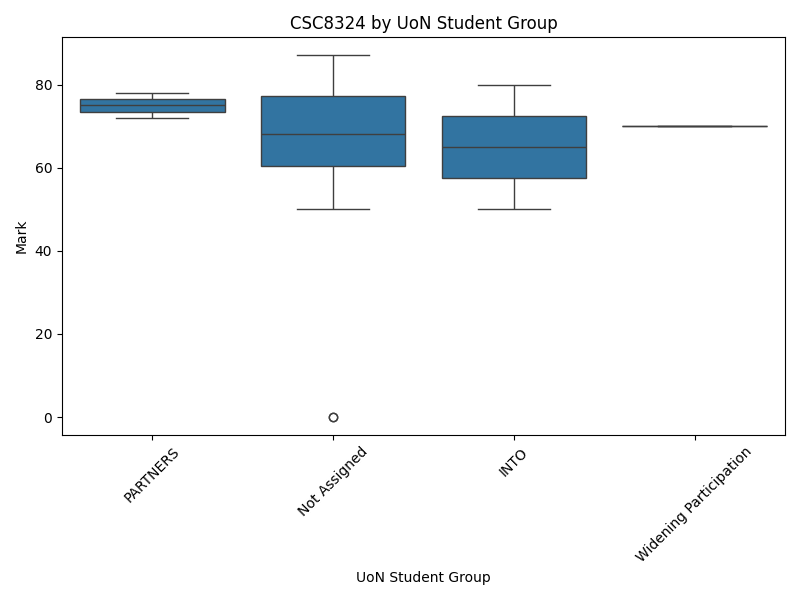 CSC8324 by UoN Student Group
Mark
80
60
40
20
0
PARTNERS
Not Assigned
INTO
Widening Participation
UoN Student Group